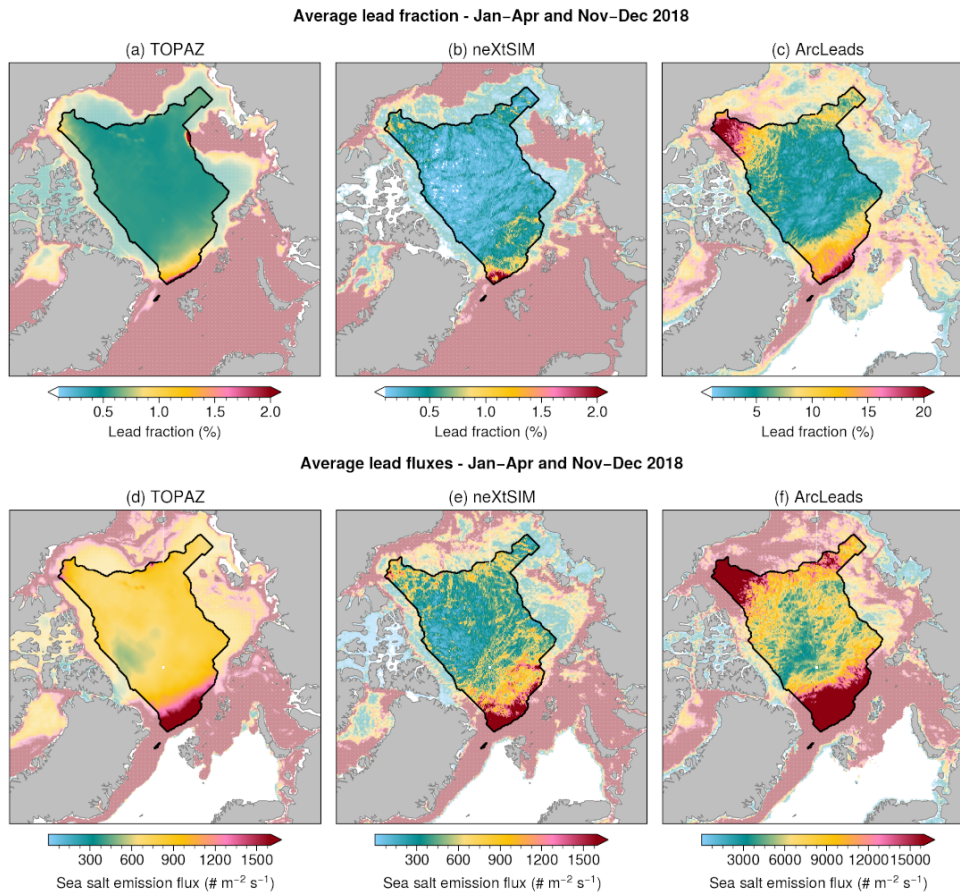 Average lead fraction - Jan−Apr and Nov−Dec 2018
(a) TOPAZ
(b) neXtSIM
(c) ArcLeads
0.5 1.0 1.5 2.0
0.5 1.0 1.5 2.0
5 10 15 20
Lead fraction (%)
Lead fraction (%)
Lead fraction (%)
Average lead fluxes - Jan−Apr and Nov−Dec 2018
(d) TOPAZ
(e) neXtSIM
(f) ArcLeads
300 600 900 1200 1500
300 600 900 1200 1500
3000 6000 9000 12000 15000
Sea salt emission flux (# m⁻² s⁻¹)
Sea salt emission flux (# m⁻² s⁻¹)
Sea salt emission flux (# m⁻² s⁻¹)